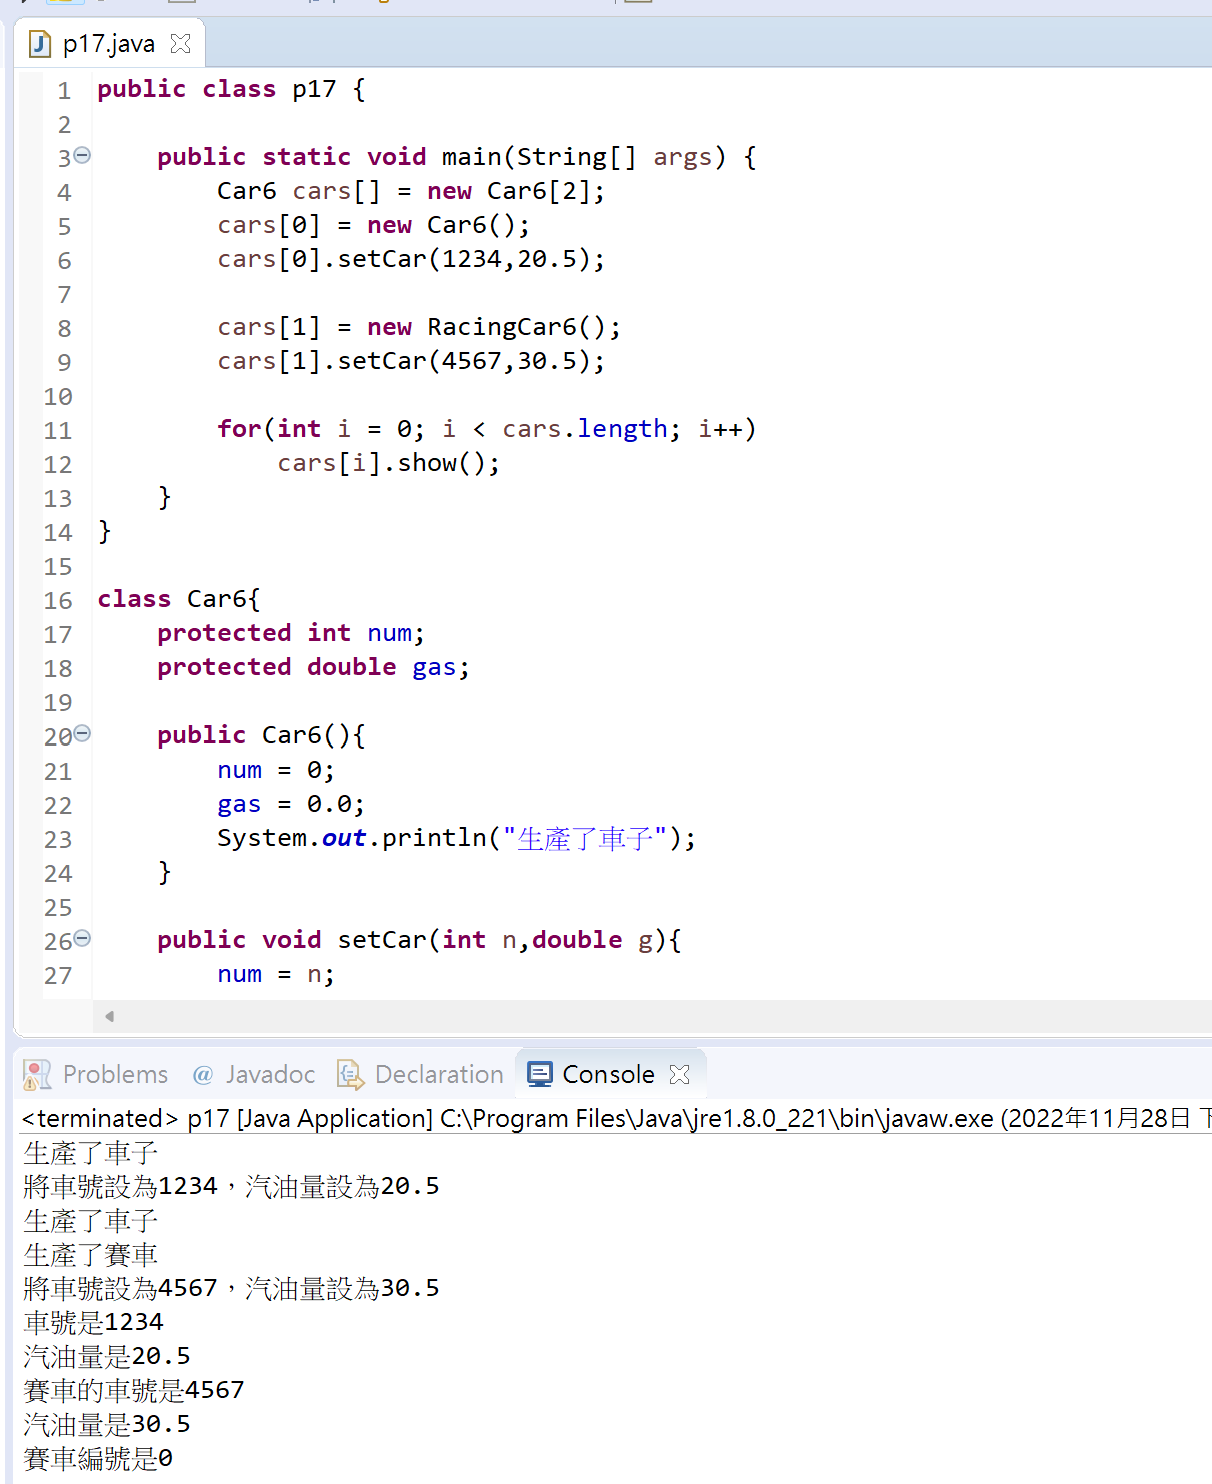 p17.java
1 public class p17 {
2
3     public static void main(String[] args) {
4         Car6 cars[] = new Car6[2];
5         cars[0] = new Car6();
6         cars[0].setCar(1234,20.5);
7
8         cars[1] = new RacingCar6();
9         cars[1].setCar(4567,30.5);
10
11         for(int i = 0; i < cars.length; i++)
12             cars[i].show();
13     }
14 }
15
16 class Car6{
17     protected int num;
18     protected double gas;
19
20     public Car6(){
21         num = 0;
22         gas = 0.0;
23         System.out.println("生產了車子");
24     }
25
26     public void setCar(int n,double g){
27         num = n;
Problems @ Javadoc Declaration Console
<terminated> p17 [Java Application] C:\Program Files\Java\jre1.8.0_221\bin\javaw.exe (2022年11月28日 下
生產了車子
將車號設為1234，汽油量設為20.5
生產了車子
生產了賽車
將車號設為4567，汽油量設為30.5
車號是1234
汽油量是20.5
賽車的車號是4567
汽油量是30.5
賽車編號是0